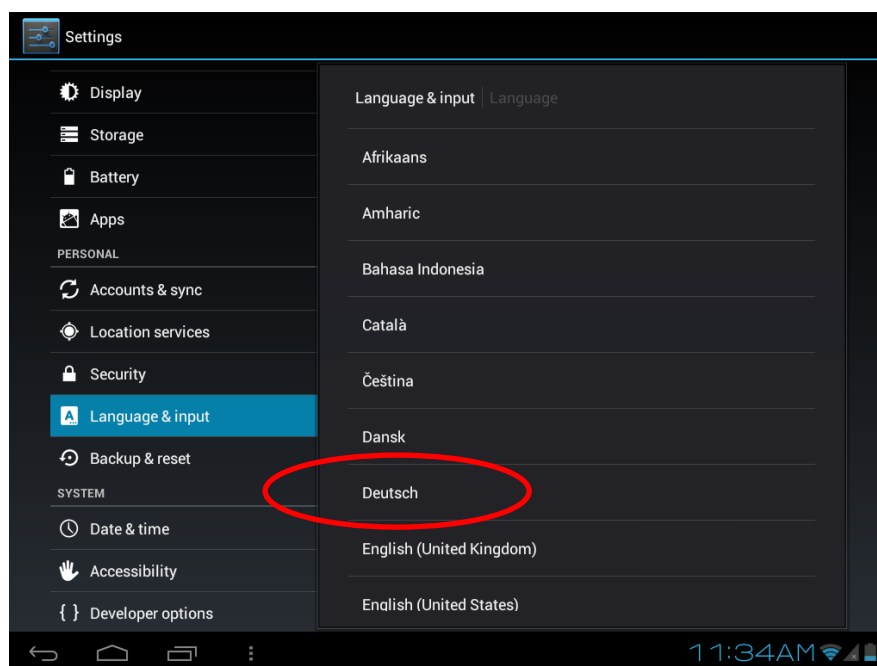 Settings
Display
Storage
Battery
Apps
PERSONAL
Accounts & sync
Location services
Security
Language & input
Backup & reset
SYSTEM
Date & time
Accessibility
{ } Developer options
Language & input | Language
Afrikaans
Amharic
Bahasa Indonesia
Català
Čeština
Dansk
Deutsch
English (United Kingdom)
English (United States)
11:34AM